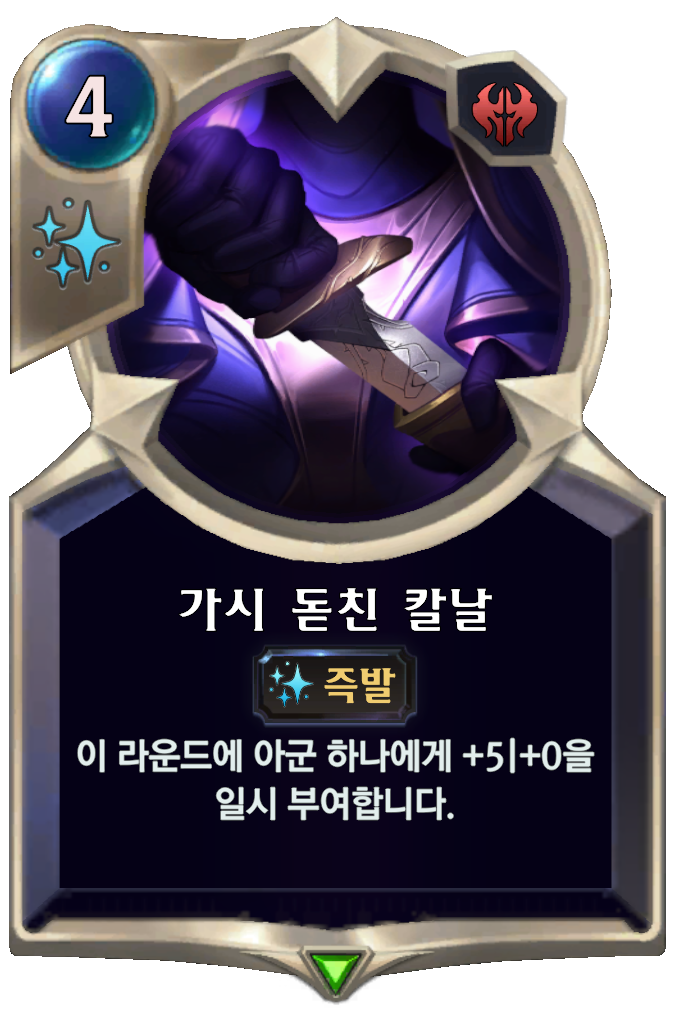 4
가시 돋친 칼날
즉발
이 라운드에 아군 하나에게 +5|+0을
일시 부여합니다.